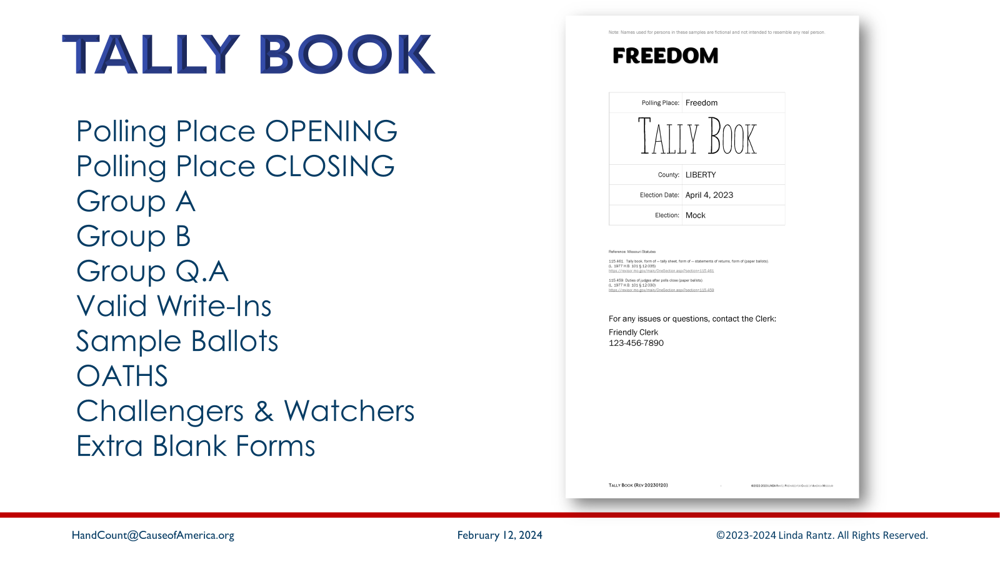 TALLY BOOK
Polling Place OPENING
Polling Place CLOSING
Group A
Group B
Group Q.A
Valid Write-Ins
Sample Ballots
OATHS
Challengers & Watchers
Extra Blank Forms
Note: Names used for persons in these samples are fictional and not intended to resemble any real person.
FREEDOM
Polling Place: Freedom
TALLY BOOK
County: LIBERTY
Election Date: April 4, 2023
Election: Mock
Reference: Missouri Statutes
115.461 Tally book, form of -- tally sheet, form of -- statements of returns, form of (paper ballots).
(L. 1977 H.B. 101 § 12.035)
https://revisor.mo.gov/main/OneSection.aspx?section=115.461
115.459. Duties of judges after polls close (paper ballots).
(L. 1977 H.B. 101 § 12.030)
https://revisor.mo.gov/main/OneSection.aspx?section=115.459
For any issues or questions, contact the Clerk:
Friendly Clerk
123-456-7890
TALLY BOOK (REV 20230120)
©2022-2023 LINDA RANTZ; PREPARED FOR CAUSE OF AMERICA MISSOURI
HandCount@CauseofAmerica.org
February 12, 2024
©2023-2024 Linda Rantz. All Rights Reserved.